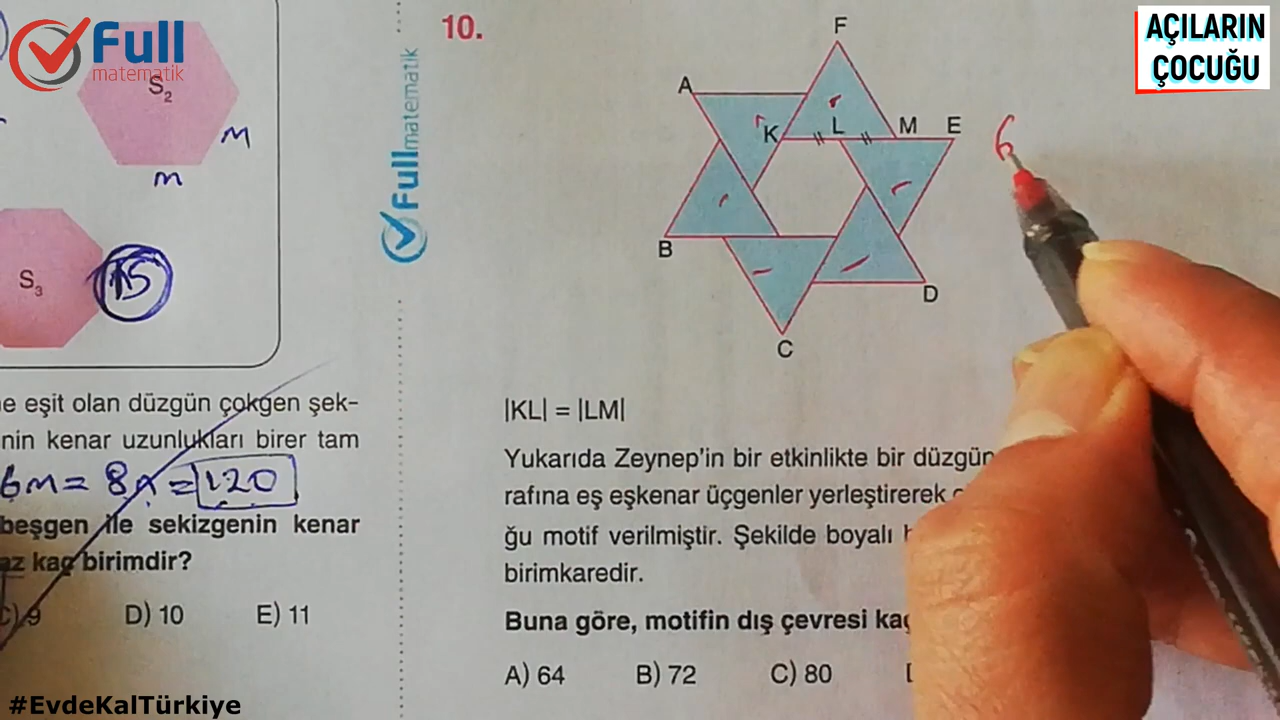 Full
matematik
S₂
m
m
S₃
15
e eşit olan düzgün çokgen şek-
nin kenar uzunlukları birer tam
6m = 8n = 120
beşgen ile sekizgenin kenar
az kaç birimdir?
C) 9 D) 10 E) 11
#EvdeKalTürkiye
Fullmatematik
10.
F
A
K L M E
B
D
C
6
|KL| = |LM|
Yukarıda Zeynep'in bir etkinlikte bir düzgün
rafına eş eşkenar üçgenler yerleştirerek
ğu motif verilmiştir. Şekilde boyalı
birimkaredir.
Buna göre, motifin dış çevresi
A) 64 B) 72 C) 80
AÇILARIN
ÇOCUĞU